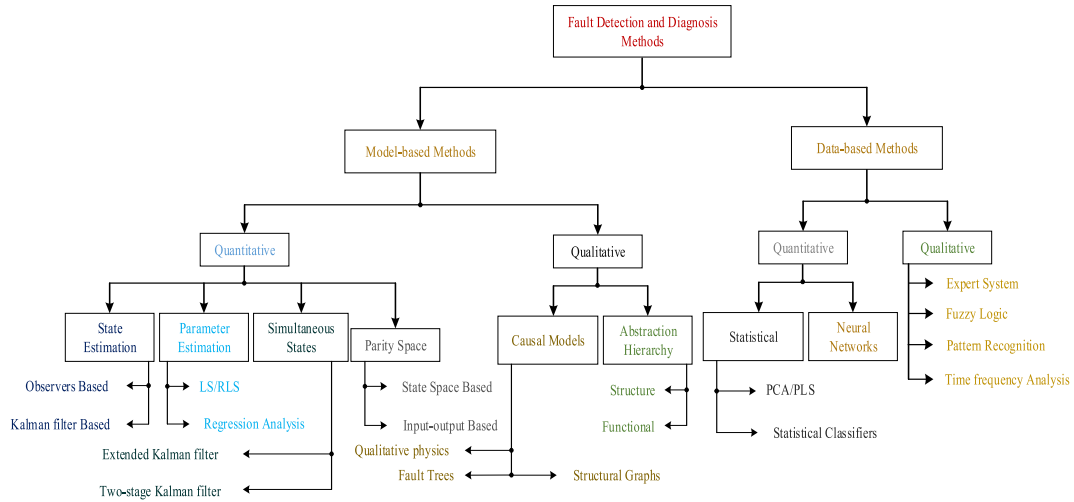 Fault Detection and Diagnosis
Methods
Model-based Methods
Data-based Methods
Quantitative
Qualitative
Quantitative
Qualitative
State
Estimation
Parameter
Estimation
Simultaneous
States
Parity Space
Causal Models
Abstraction
Hierarchy
Statistical
Neural
Networks
Expert System
Fuzzy Logic
Pattern Recognition
Time frequency Analysis
Observers Based
Kalman filter Based
LS/RLS
Regression Analysis
Extended Kalman filter
Two-stage Kalman filter
State Space Based
Input-output Based
Qualitative physics
Fault Trees
Structural Graphs
Structure
Functional
PCA/PLS
Statistical Classifiers